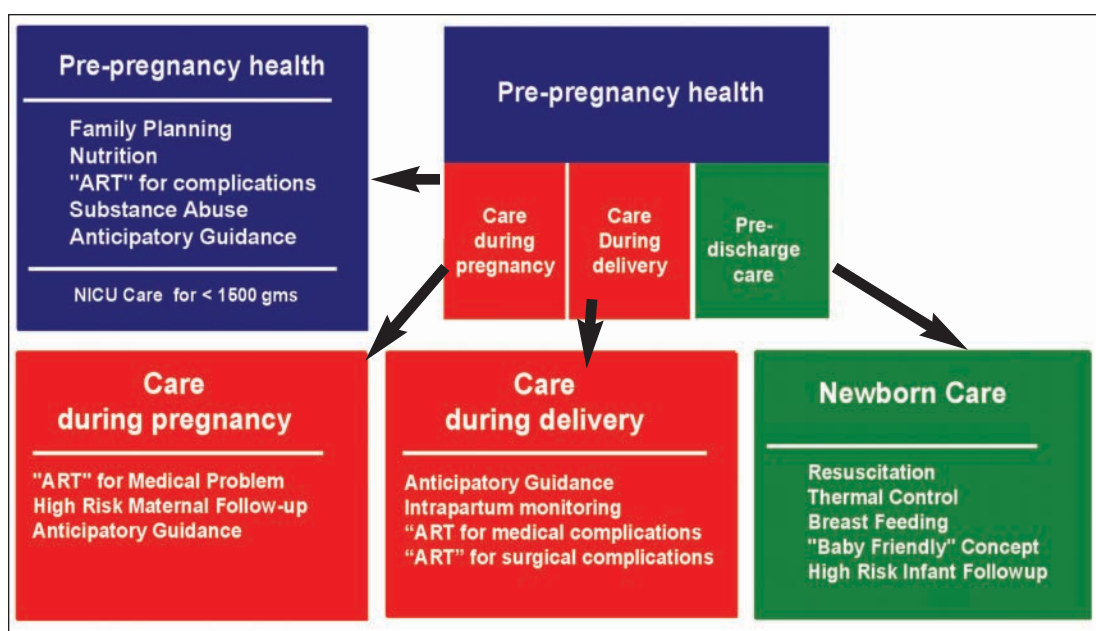 Pre-pregnancy health
Family Planning
Nutrition
"ART" for complications
Substance Abuse
Anticipatory Guidance
NICU Care for < 1500 gms
Pre-pregnancy health
Care
during
pregnancy
Care
During
delivery
Pre-
discharge
care
Care
during pregnancy
"ART" for Medical Problem
High Risk Maternal Follow-up
Anticipatory Guidance
Care
during delivery
Anticipatory Guidance
Intrapartum monitoring
“ART for medical complications
“ART” for surgical complications
Newborn Care
Resuscitation
Thermal Control
Breast Feeding
"Baby Friendly" Concept
High Risk Infant Followup